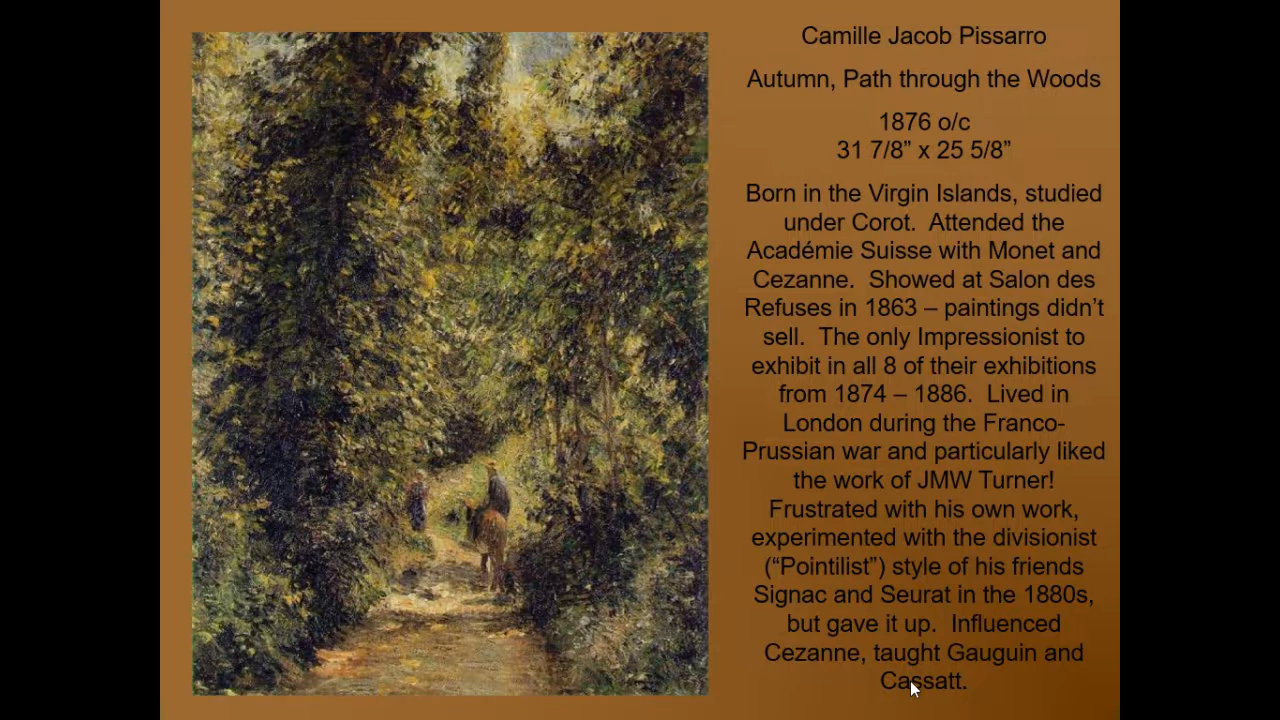 Camille Jacob Pissarro
Autumn, Path through the Woods
1876 o/c
31 7/8” x 25 5/8”
Born in the Virgin Islands, studied
under Corot.  Attended the
Académie Suisse with Monet and
Cezanne.  Showed at Salon des
Refuses in 1863 – paintings didn’t
sell.  The only Impressionist to
exhibit in all 8 of their exhibitions
from 1874 – 1886.  Lived in
London during the Franco-
Prussian war and particularly liked
the work of JMW Turner!
Frustrated with his own work,
experimented with the divisionist
(“Pointilist”) style of his friends
Signac and Seurat in the 1880s,
but gave it up.  Influenced
Cezanne, taught Gauguin and
Cassatt.